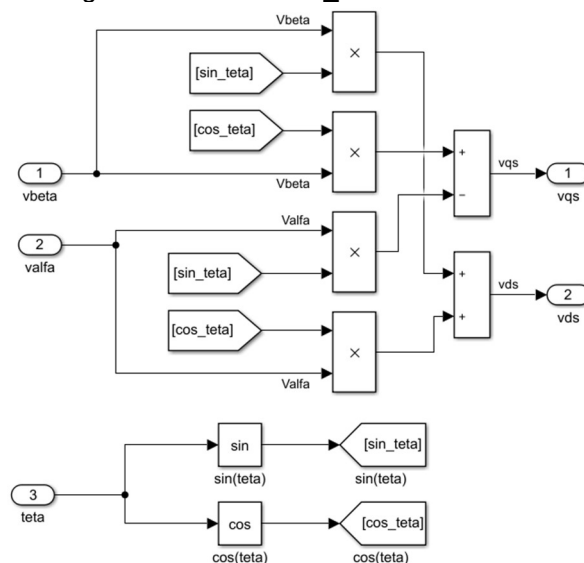 Vbeta
×
[sin_teta]
[cos_teta]
×
1
vbeta
Vbeta
+
−
vqs
1
vqs
Valfa
×
2
valfa
[sin_teta]
+
+
vds
2
vds
[cos_teta]
×
Valfa
sin
sin(teta)
[sin_teta]
sin(teta)
3
teta
cos
cos(teta)
[cos_teta]
cos(teta)